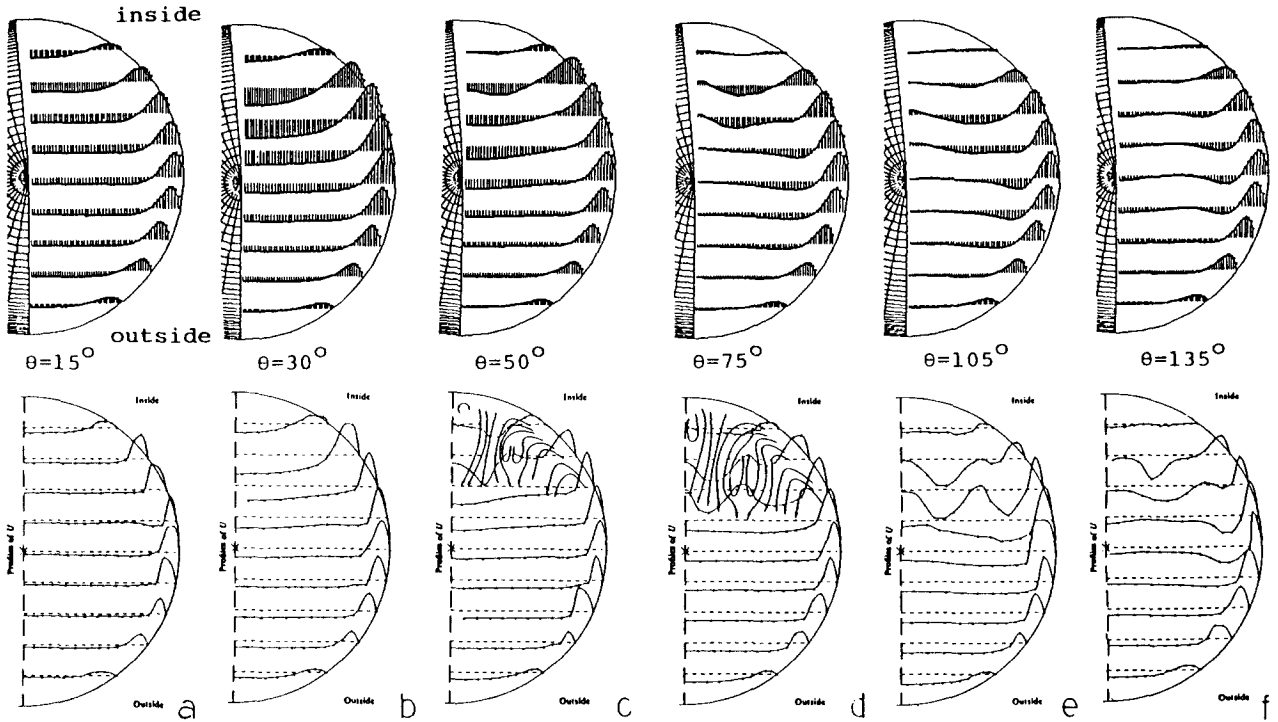 inside
outside
θ=15° θ=30° θ=50° θ=75° θ=105° θ=135°
Inside Inside Inside Inside Inside Inside
Profiles of U Profiles of U Profiles of U Profiles of U Profiles of U Profiles of U
Outside Outside Outside Outside Outside Outside
a b c d e f